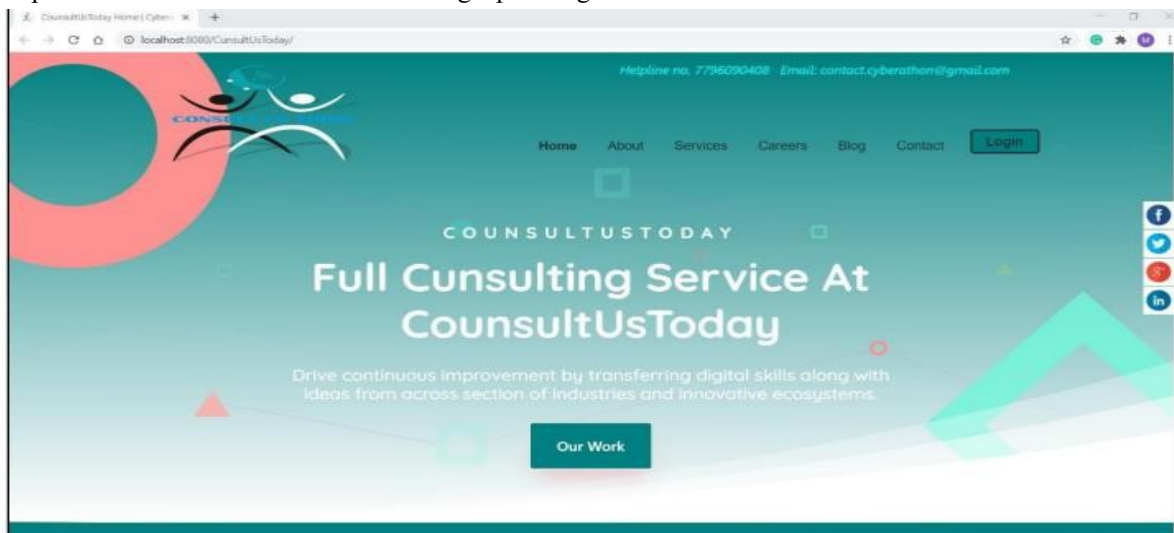 CounsultUsToday Home | Cyber
localhost:8080/CunsultUsToday/
Helpline no. 7796090408 Email: contact.cyberathon@gmail.com
Home About Services Careers Blog Contact Login
COUNSULTUSTODAY
Full Cunsulting Service At
CounsultUsToday
Drive continuous improvement by transferring digital skills along with
ideas from across section of industries and innovative ecosystems.
Our Work